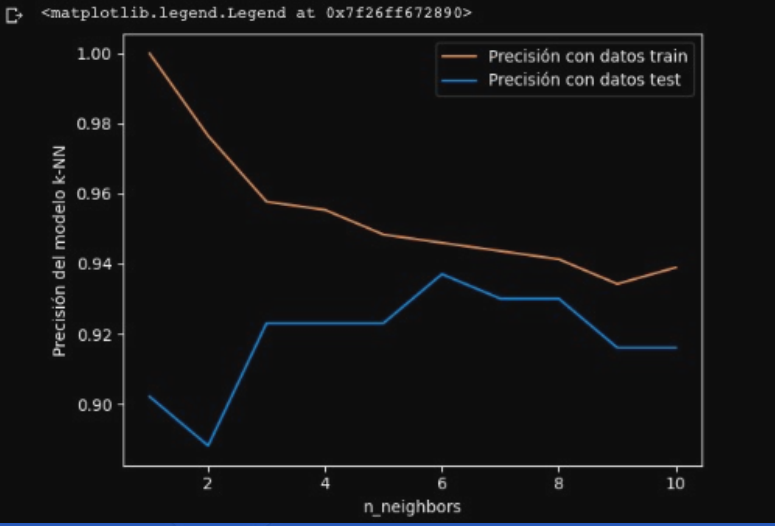 <matplotlib.legend.Legend at 0x7f26ff672890>
Precisión con datos train
Precisión con datos test
Precisión del modelo k-NN
1.00
0.98
0.96
0.94
0.92
0.90
2 4 6 8 10
n_neighbors